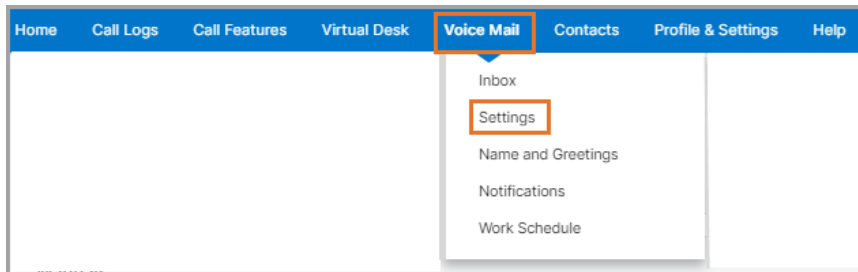 Home Call Logs Call Features Virtual Desk Voice Mail Contacts Profile & Settings Help
Inbox
Settings
Name and Greetings
Notifications
Work Schedule